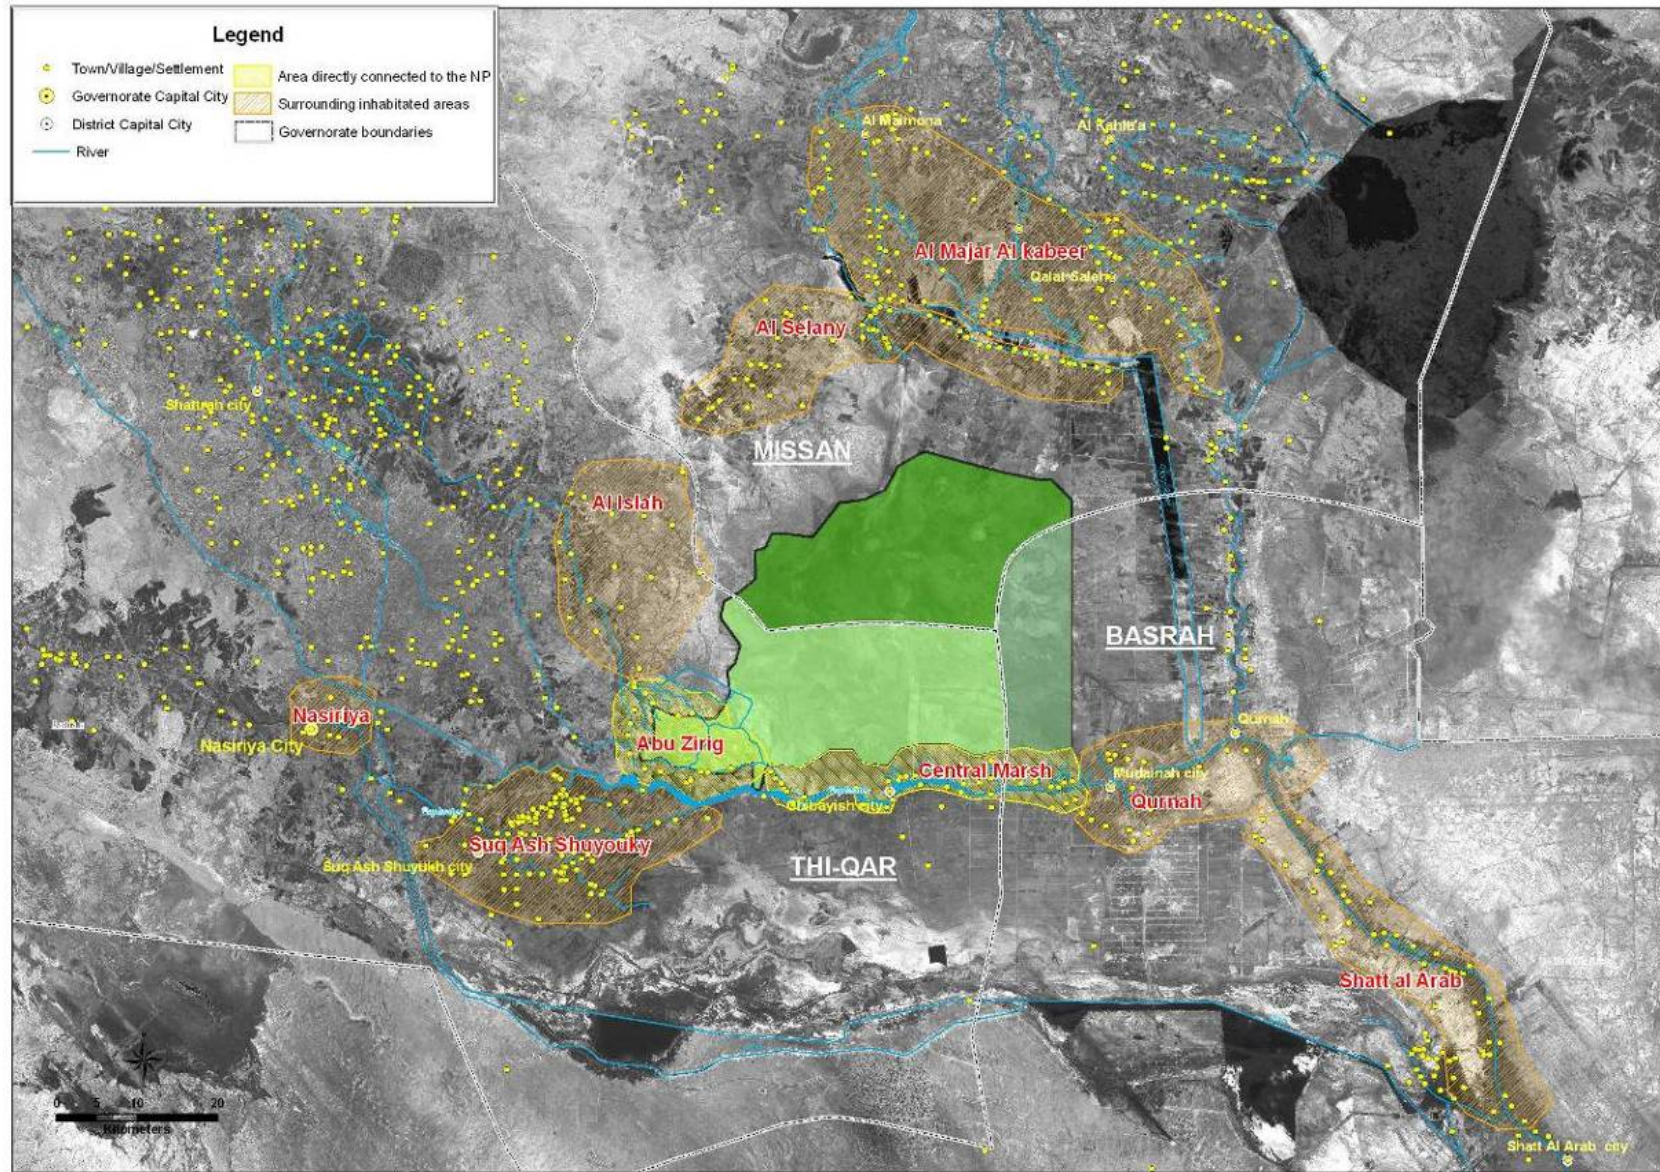 Legend
Town/Village/Settlement
Governorate Capital City
District Capital City
River
Area directly connected to the NP
Surrounding inhabitated areas
Governorate boundaries
Al Maimona
Al Kahla'a
Al Majar Al kabeer
Qalat Saleh
Al Selany
Shattrah city
MISSAN
Al Islah
BASRAH
Nasiriya
Nasiriya City
Abu Zirig
Qurnah
Central Marsh
Mudainah city
Chibayish city
Qurnah
Suq Ash Shuyouky
Suq Ash Shuyukh city
THI-QAR
Shatt al Arab
0 5 10 20
Kilometers
Shatt Al Arab city